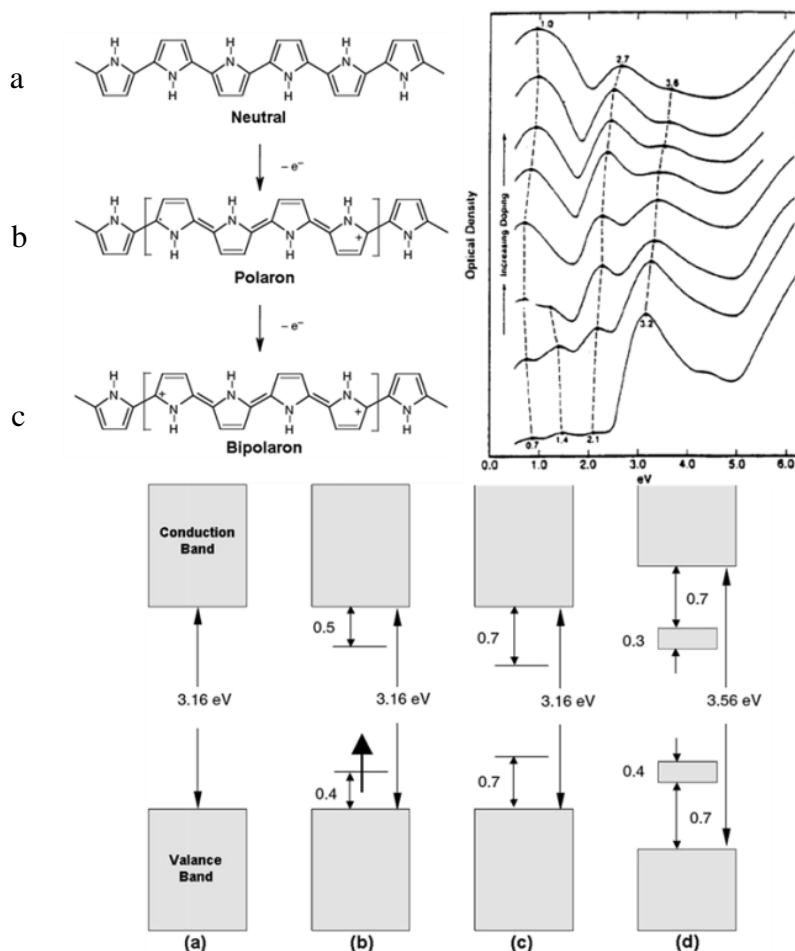 a
H
N
H
N
H
N
N
H
N
H
N
H
Neutral
– e⁻
b
H
N
H
N
H
N
N
H
N
H
N
H
+
Polaron
– e⁻
c
H
N
H
N
H
N
N
H
N
H
N
H
+
+
Bipolaron
1.0
2.7
3.6
Optical Density
Increasing Doping
3.2
0.7
1.4
2.1
0.0
1.0
2.0
3.0
4.0
5.0
6.0
eV
Conduction
Band
0.5
0.7
0.7
0.3
3.16 eV
3.16 eV
3.16 eV
3.56 eV
0.4
0.7
0.4
0.7
Valance
Band
(a)
(b)
(c)
(d)